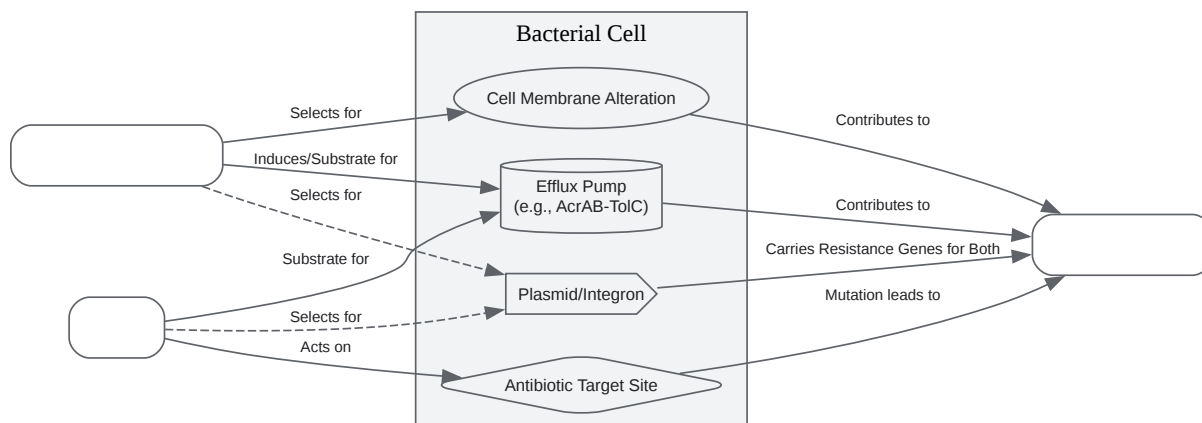 Bacterial Cell
Cell Membrane Alteration
Selects for
Contributes to
Induces/Substrate for
Efflux Pump
(e.g., AcrAB-TolC)
Selects for
Contributes to
Carries Resistance Genes for Both
Substrate for
Plasmid/Integron
Mutation leads to
Selects for
Acts on
Antibiotic Target Site